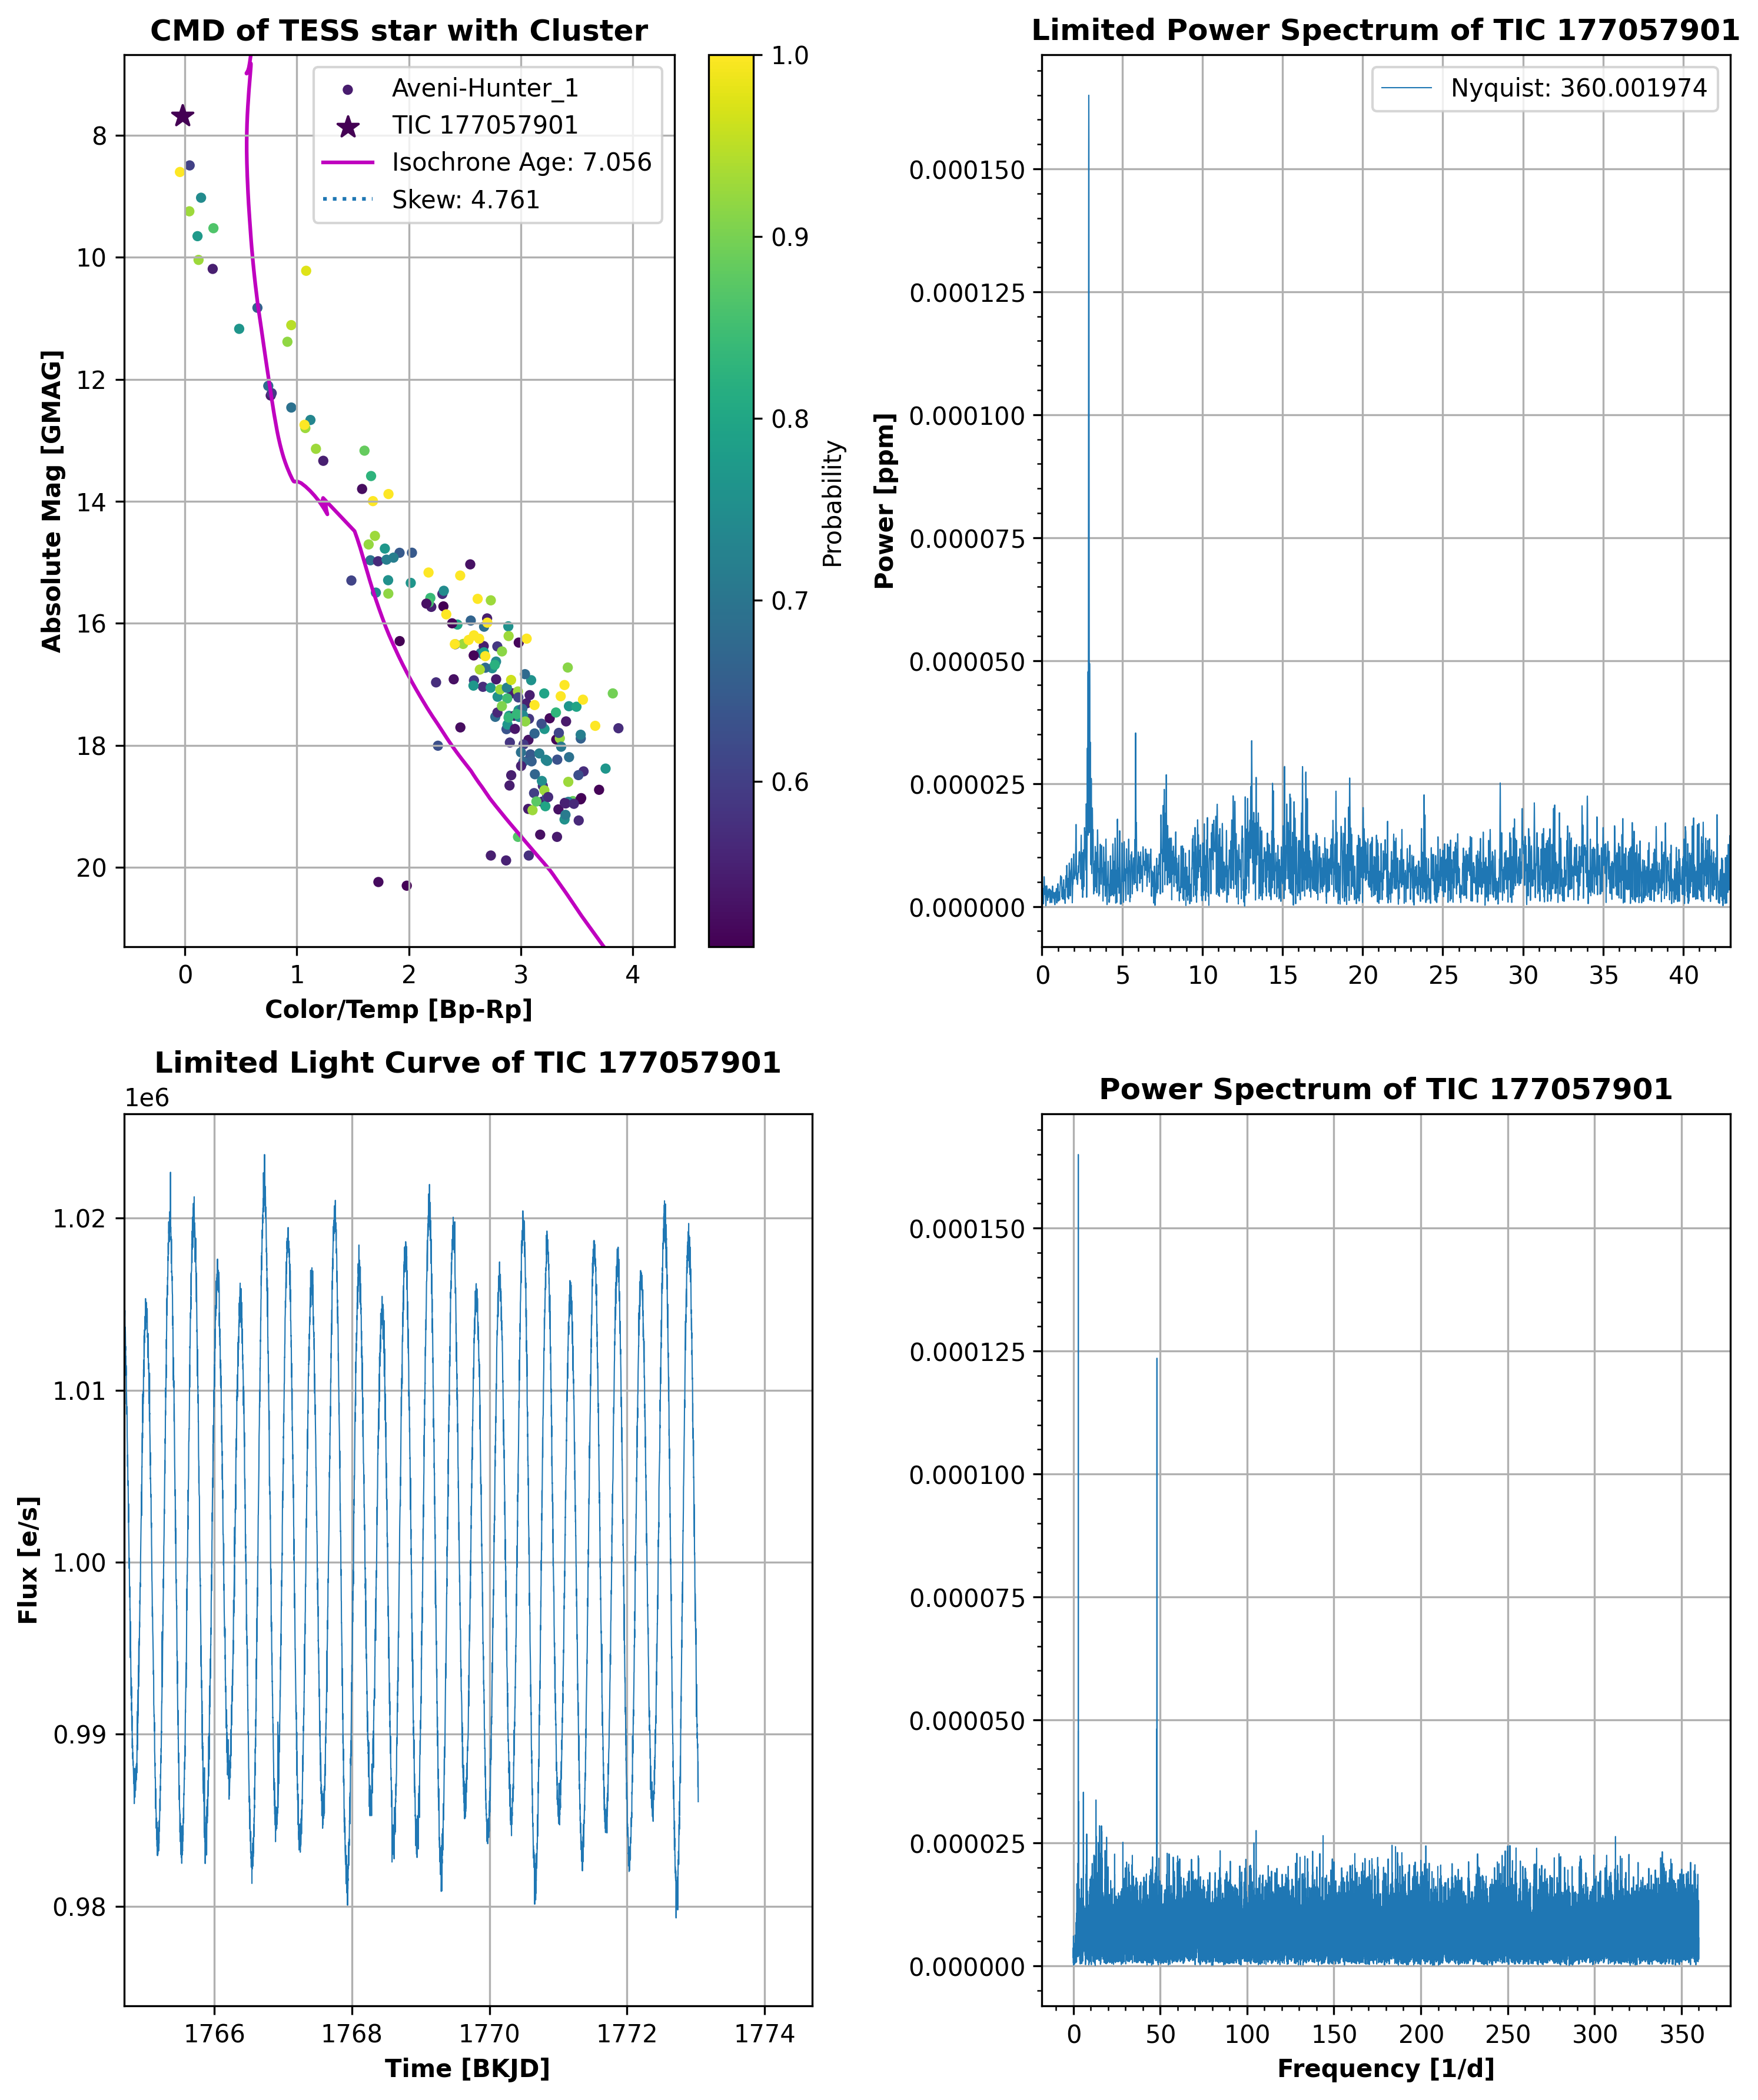 CMD of TESS star with Cluster
Aveni-Hunter_1
TIC 177057901
Isochrone Age: 7.056
Skew: 4.761
8
10
12
14
16
18
20
Absolute Mag [GMAG]
0 1 2 3 4
Color/Temp [Bp-Rp]
1.0
0.9
0.8
0.7
0.6
Probability
Limited Power Spectrum of TIC 177057901
Nyquist: 360.001974
0.000150
0.000125
0.000100
0.000075
0.000050
0.000025
0.000000
Power [ppm]
0 5 10 15 20 25 30 35 40
Limited Light Curve of TIC 177057901
1e6
1.02
1.01
1.00
0.99
0.98
Flux [e/s]
1766 1768 1770 1772 1774
Time [BKJD]
Power Spectrum of TIC 177057901
0.000150
0.000125
0.000100
0.000075
0.000050
0.000025
0.000000
0 50 100 150 200 250 300 350
Frequency [1/d]